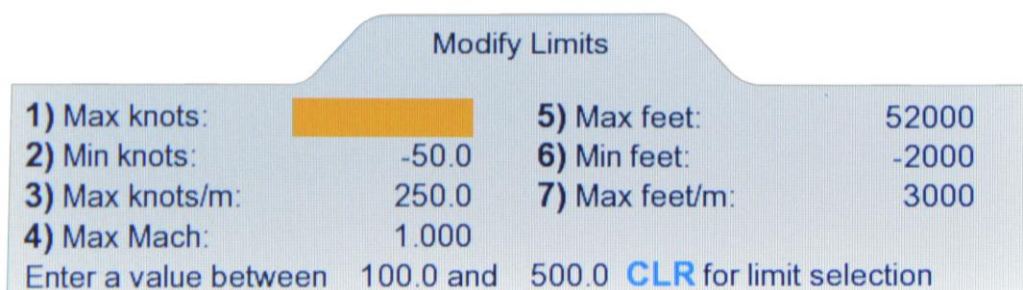 Modify Limits
1) Max knots: 5) Max feet: 52000
2) Min knots: -50.0 6) Min feet: -2000
3) Max knots/m: 250.0 7) Max feet/m: 3000
4) Max Mach: 1.000
Enter a value between 100.0 and 500.0 CLR for limit selection